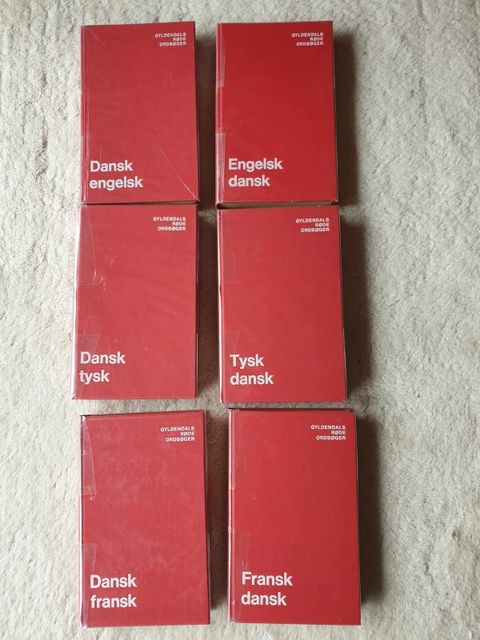 GYLDENDALS
RØDE
ORDBØGER
Dansk
engelsk
GYLDENDALS
RØDE
ORDBØGER
Engelsk
dansk
GYLDENDALS
RØDE
ORDBØGER
Dansk
tysk
GYLDENDALS
RØDE
ORDBØGER
Tysk
dansk
GYLDENDALS
RØDE
ORDBØGER
Dansk
fransk
GYLDENDALS
RØDE
ORDBØGER
Fransk
dansk